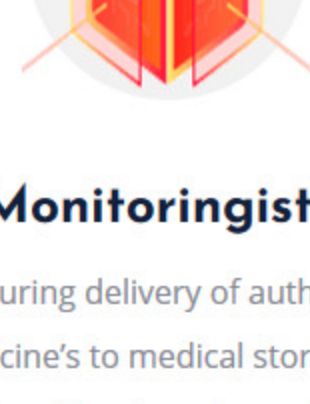 Monitoringist
uring delivery of auth
cine's to medical stor